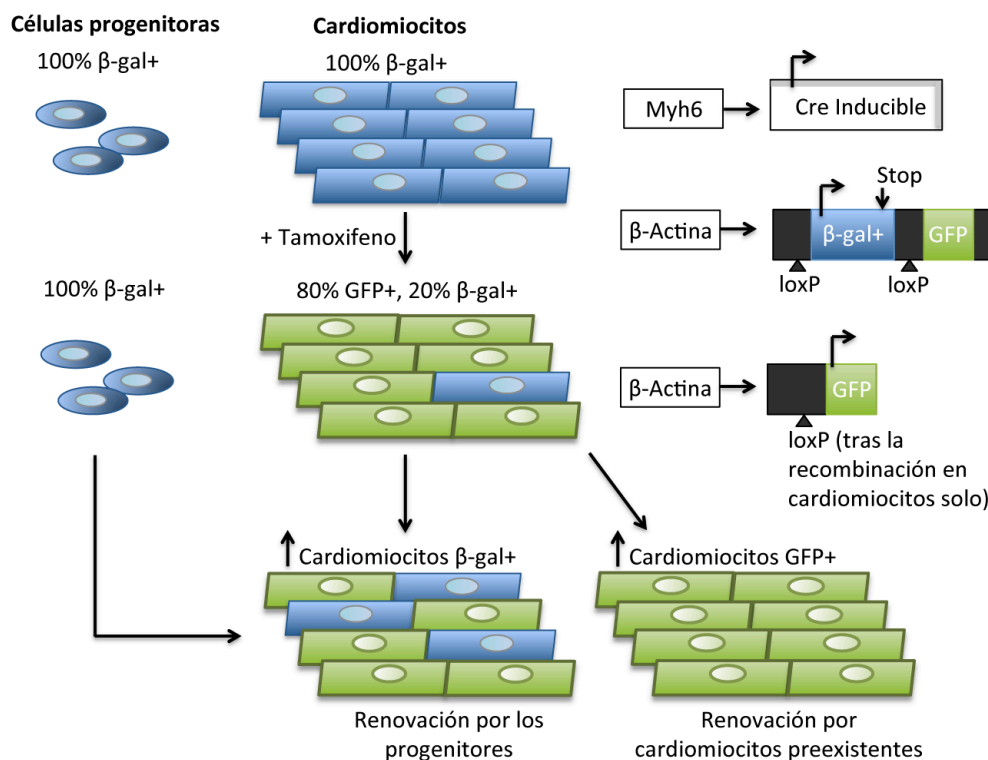 Células progenitoras
100% β-gal+
Cardiomiocitos
100% β-gal+
+ Tamoxifeno
100% β-gal+
80% GFP+, 20% β-gal+
Cardiomiocitos β-gal+
Renovación por los
progenitores
Cardiomiocitos GFP+
Renovación por
cardiomiocitos preexistentes
Myh6
Cre Inducible
Stop
β-Actina
β-gal+
GFP
loxP
loxP
β-Actina
GFP
loxP (tras la
recombinación en
cardiomiocitos solo)